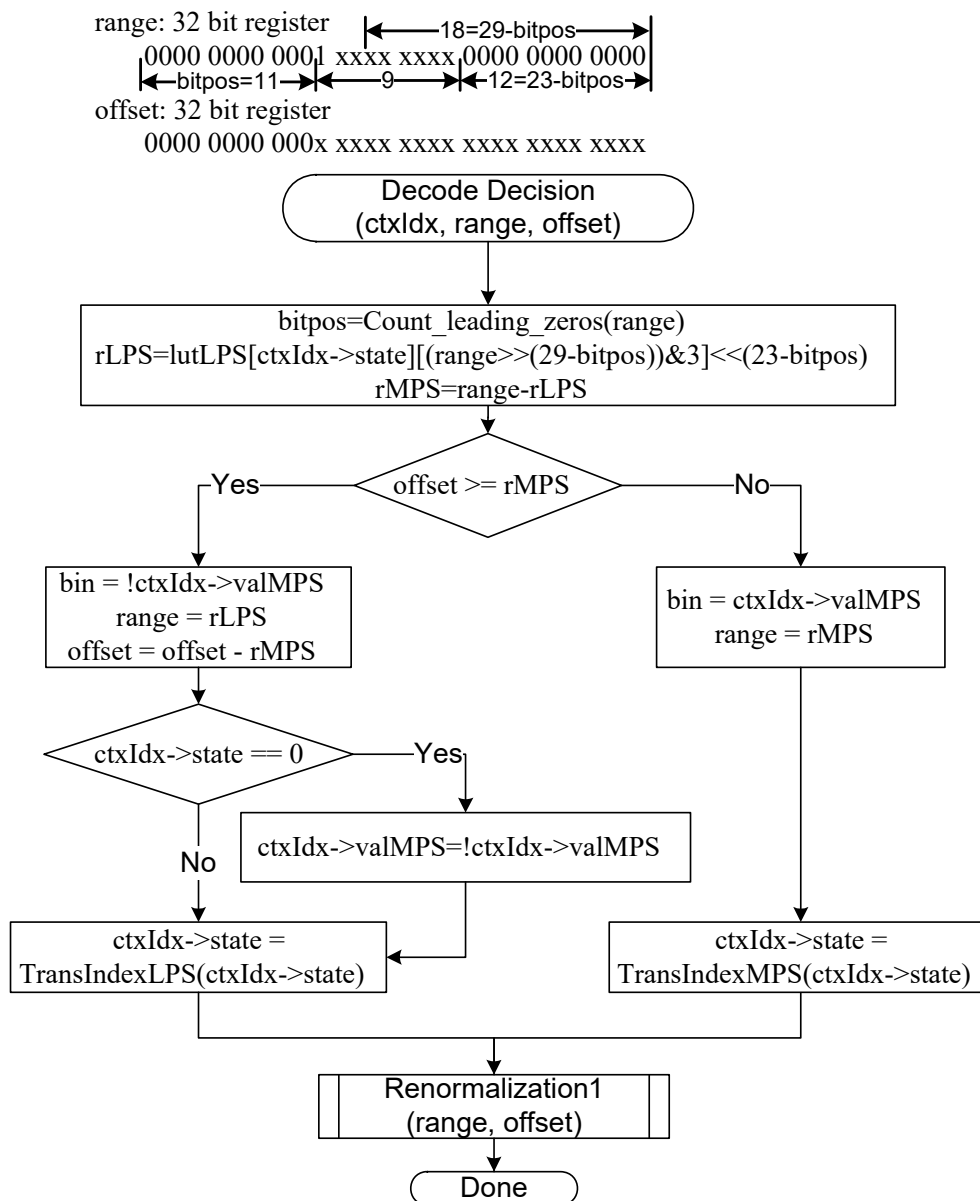 range: 32 bit register
18=29-bitpos
0000 0000 0001 xxxx xxxx 0000 0000 0000
bitpos=11
9
12=23-bitpos
offset: 32 bit register
0000 0000 000x xxxx xxxx xxxx xxxx xxxx
Decode Decision
(ctxIdx, range, offset)
bitpos=Count_leading_zeros(range)
rLPS=lutLPS[ctxIdx->state][(range>>(29-bitpos))&3]<<(23-bitpos)
rMPS=range-rLPS
offset >= rMPS
Yes
No
bin = !ctxIdx->valMPS
range = rLPS
offset = offset - rMPS
bin = ctxIdx->valMPS
range = rMPS
ctxIdx->state == 0
Yes
No
ctxIdx->valMPS=!ctxIdx->valMPS
ctxIdx->state =
TransIndexLPS(ctxIdx->state)
ctxIdx->state =
TransIndexMPS(ctxIdx->state)
Renormalization1
(range, offset)
Done